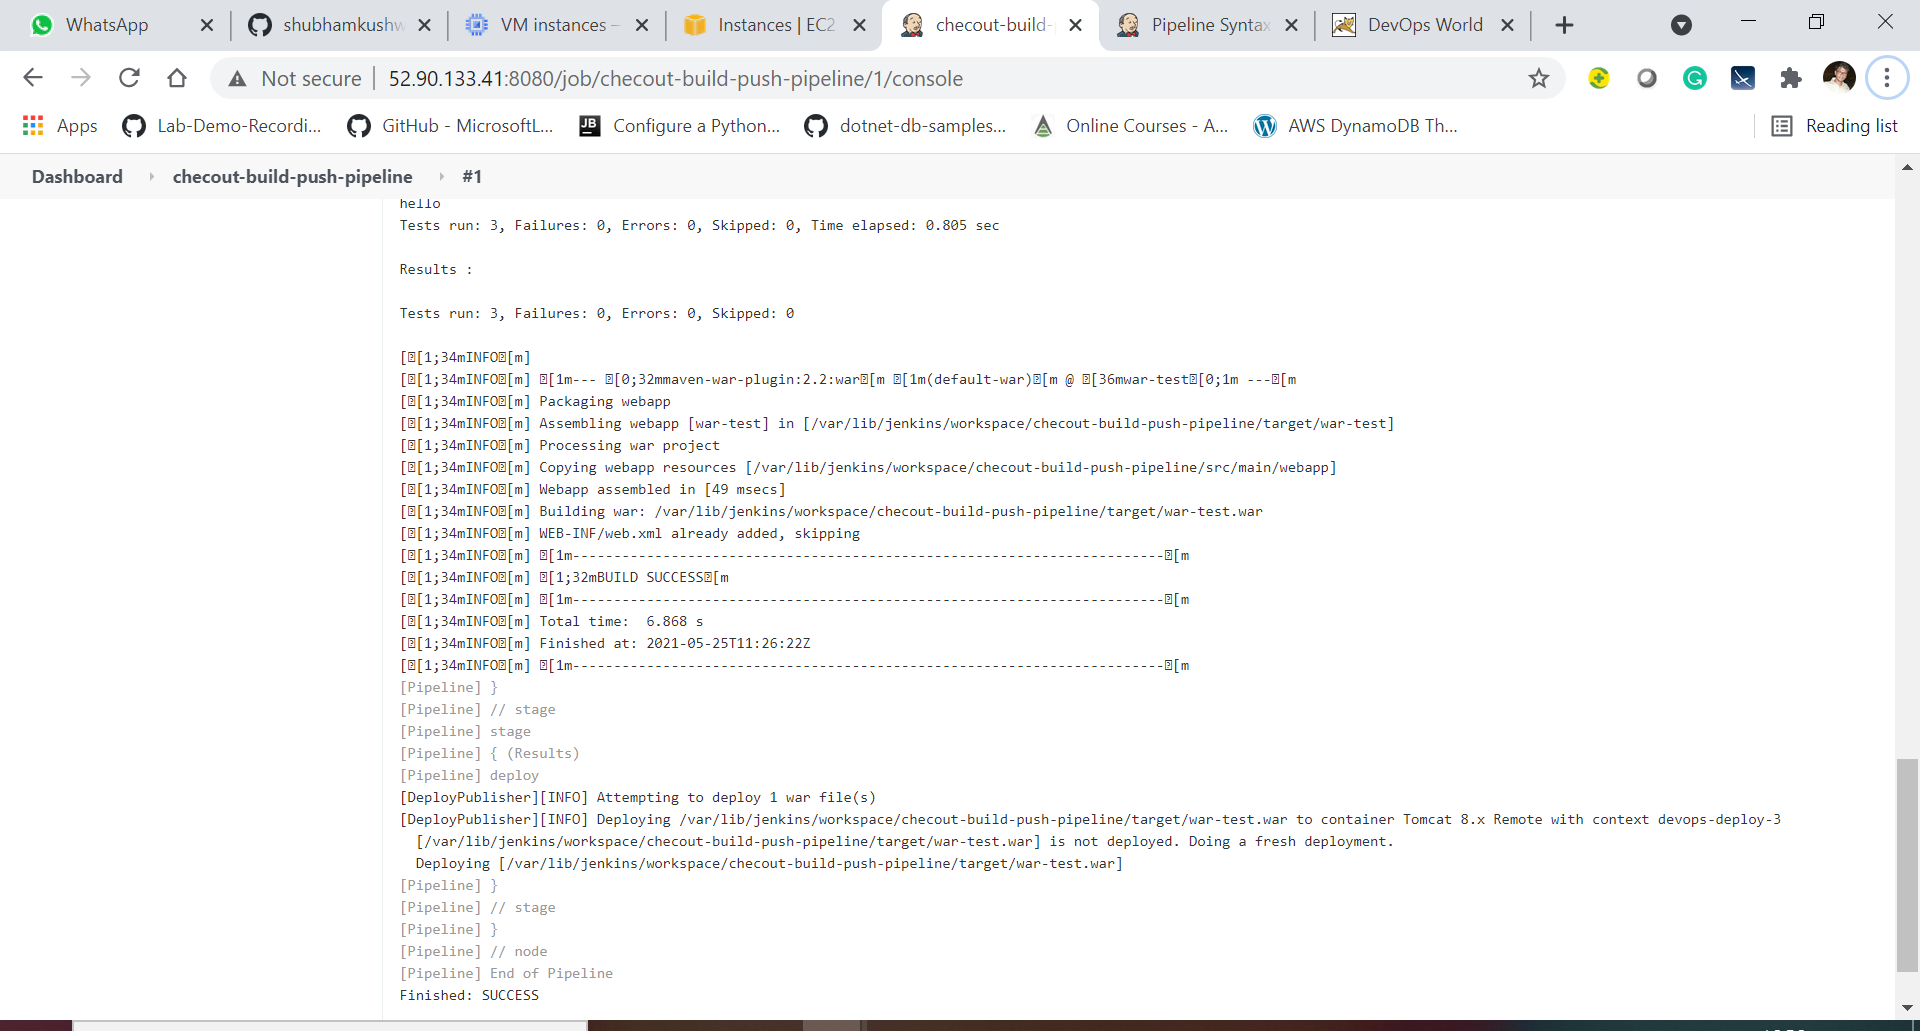 WhatsApp
shubhamkushw
VM instances –
Instances | EC2
checout-build-
Pipeline Syntax
DevOps World
Not secure
52.90.133.41:8080/job/checout-build-push-pipeline/1/console
Apps
Lab-Demo-Recordi...
GitHub - MicrosoftL...
JB
Configure a Python...
dotnet-db-samples...
Online Courses - A...
AWS DynamoDB Th...
Reading list
Dashboard
checout-build-push-pipeline
#1
hello
Tests run: 3, Failures: 0, Errors: 0, Skipped: 0, Time elapsed: 0.805 sec
Results :
Tests run: 3, Failures: 0, Errors: 0, Skipped: 0
[[1;34mINFO[m]
[[1;34mINFO[m] [1m--- [0;32mmaven-war-plugin:2.2:war[m [1m(default-war)[m @ [36mwar-test[0;1m ---[m
[[1;34mINFO[m] Packaging webapp
[[1;34mINFO[m] Assembling webapp [war-test] in [/var/lib/jenkins/workspace/checout-build-push-pipeline/target/war-test]
[[1;34mINFO[m] Processing war project
[[1;34mINFO[m] Copying webapp resources [/var/lib/jenkins/workspace/checout-build-push-pipeline/src/main/webapp]
[[1;34mINFO[m] Webapp assembled in [49 msecs]
[[1;34mINFO[m] Building war: /var/lib/jenkins/workspace/checout-build-push-pipeline/target/war-test.war
[[1;34mINFO[m] WEB-INF/web.xml already added, skipping
[[1;34mINFO[m] [1m------------------------------------------------------------------------[m
[[1;34mINFO[m] [1;32mBUILD SUCCESS[m
[[1;34mINFO[m] [1m------------------------------------------------------------------------[m
[[1;34mINFO[m] Total time:  6.868 s
[[1;34mINFO[m] Finished at: 2021-05-25T11:26:22Z
[[1;34mINFO[m] [1m------------------------------------------------------------------------[m
[Pipeline] }
[Pipeline] // stage
[Pipeline] stage
[Pipeline] { (Results)
[Pipeline] deploy
[DeployPublisher][INFO] Attempting to deploy 1 war file(s)
[DeployPublisher][INFO] Deploying /var/lib/jenkins/workspace/checout-build-push-pipeline/target/war-test.war to container Tomcat 8.x Remote with context devops-deploy-3
[/var/lib/jenkins/workspace/checout-build-push-pipeline/target/war-test.war] is not deployed. Doing a fresh deployment.
Deploying [/var/lib/jenkins/workspace/checout-build-push-pipeline/target/war-test.war]
[Pipeline] }
[Pipeline] // stage
[Pipeline] }
[Pipeline] // node
[Pipeline] End of Pipeline
Finished: SUCCESS